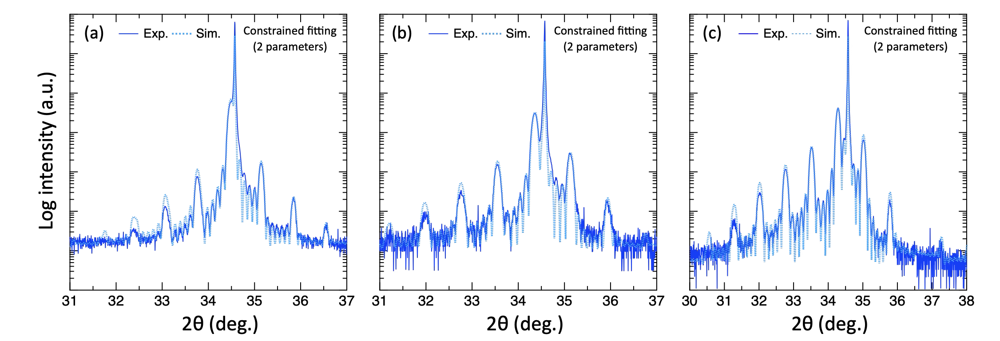 (a) Exp. Sim. Constrained fitting
(2 parameters)
(b) Exp. Sim. Constrained fitting
(2 parameters)
(c) Exp. Sim. Constrained fitting
(2 parameters)
Log intensity (a.u.)
31 32 33 34 35 36 37
31 32 33 34 35 36 37
30 31 32 33 34 35 36 37 38
2θ (deg.)
2θ (deg.)
2θ (deg.)